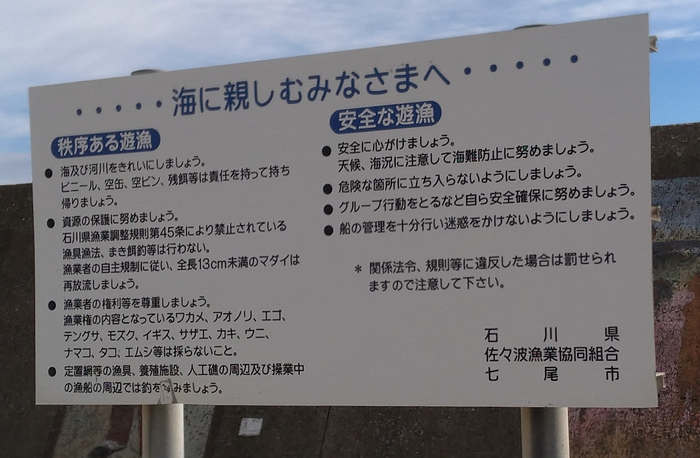 ・・・・・海に親しむみなさまへ・・・・・
秩序ある遊漁
● 海及び河川をきれいにしましょう。
ビニール、空缶、空ビン、残餌等は責任を持って持ち
帰りましょう。
● 資源の保護に努めましょう。
石川県漁業調整規則第45条により禁止されている
漁具漁法、まき餌釣等は行わない。
漁業者の自主規制に従い、全長13cm未満のマダイは
再放流しましょう。
● 漁業者の権利等を尊重しましょう。
漁業権の内容となっているワカメ、アオノリ、エゴ、
テングサ、モズク、イギス、サザエ、カキ、ウニ、
ナマコ、タコ、エムシ等は採らないこと。
● 定置網等の漁具、養殖施設、人工礁の周辺及び操業中
の漁船の周辺では釣を みましょう。
安全な遊漁
● 安全に心がけましょう。
天候、海況に注意して海難防止に努めましょう。
● 危険な箇所に立ち入らないようにしましょう。
● グループ行動をとるなど自ら安全確保に努めましょう。
● 船の管理を十分行い迷惑をかけないようにしましょう。
＊ 関係法令、規則等に違反した場合は罰せられ
ますので注意して下さい。
石川県
佐々波漁業協同組合
七尾市